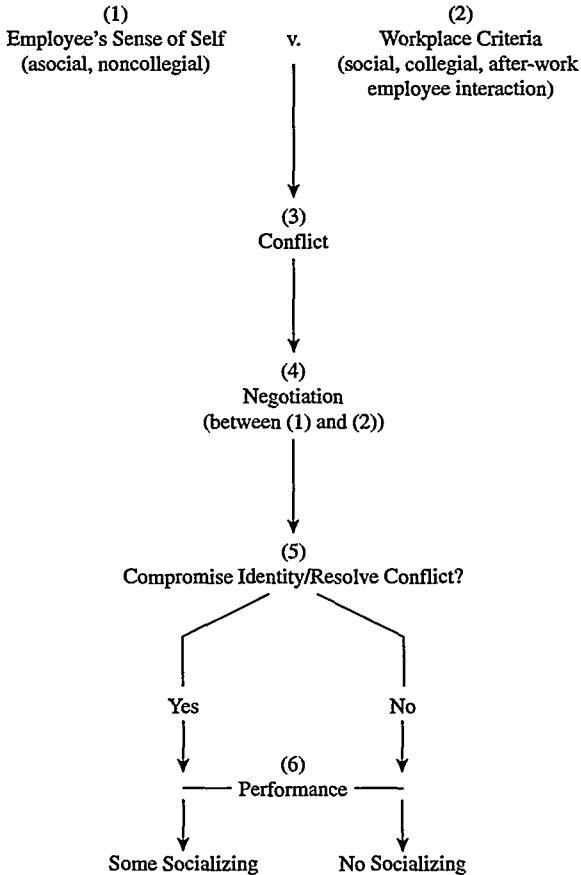 (1)
Employee's Sense of Self
(asocial, noncollegial)
v.
(2)
Workplace Criteria
(social, collegial, after-work
employee interaction)
(3)
Conflict
(4)
Negotiation
(between (1) and (2))
(5)
Compromise Identity/Resolve Conflict?
Yes
No
(6)
Performance
Some Socializing
No Socializing